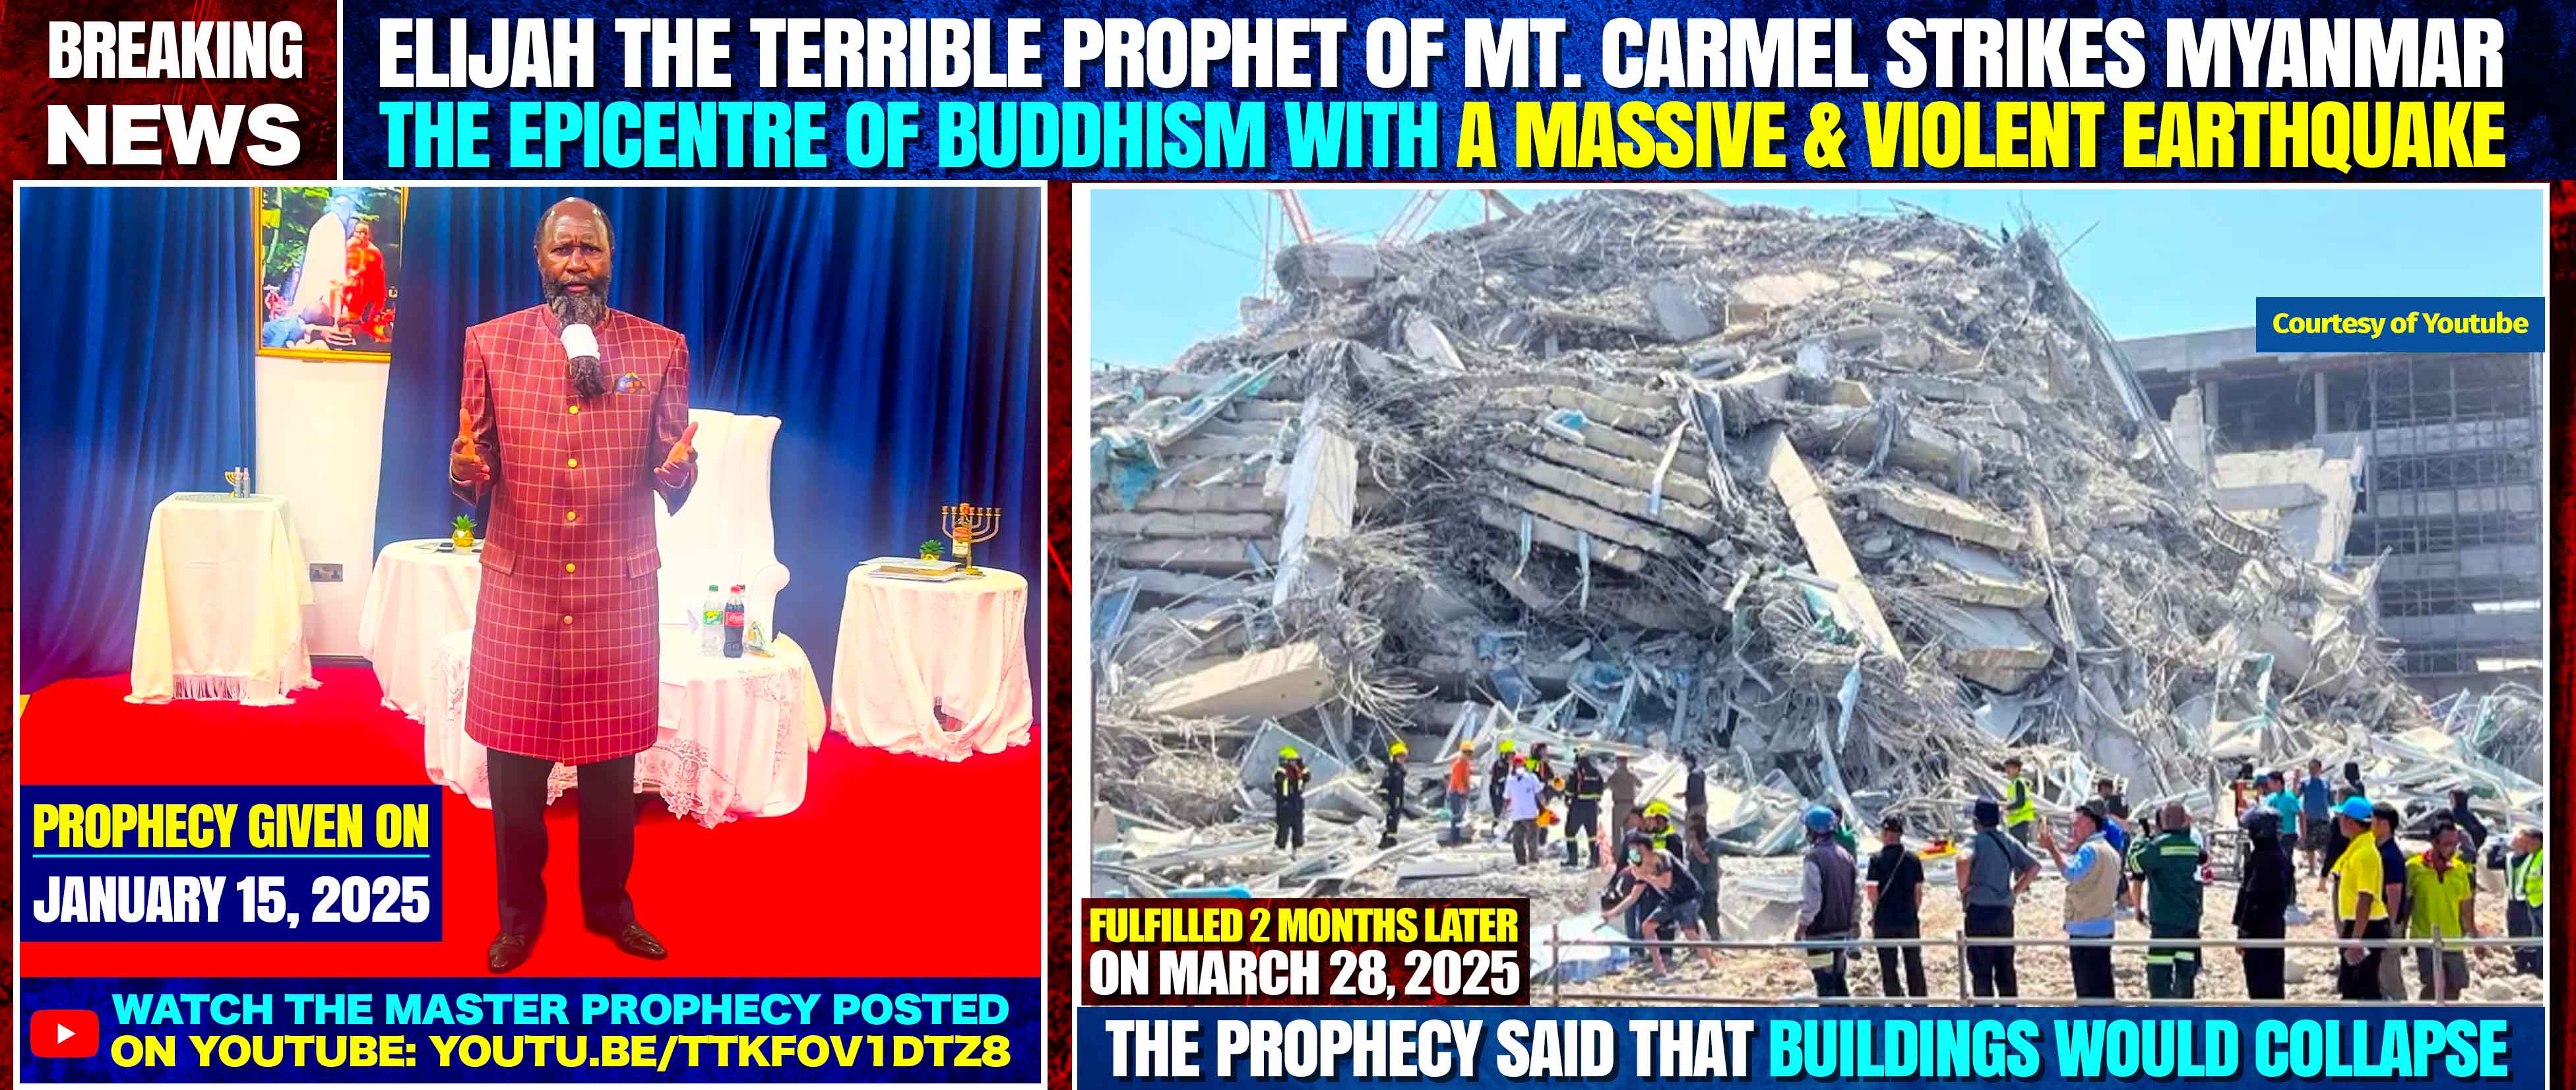 BREAKING
NEWS
ELIJAH THE TERRIBLE PROPHET OF MT. CARMEL STRIKES MYANMAR
THE EPICENTRE OF BUDDHISM WITH A MASSIVE & VIOLENT EARTHQUAKE
Courtesy of Youtube
PROPHECY GIVEN ON
JANUARY 15, 2025
WATCH THE MASTER PROPHECY POSTED
ON YOUTUBE: YOUTU.BE/TTKFOV1DTZ8
FULFILLED 2 MONTHS LATER
ON MARCH 28, 2025
THE PROPHECY SAID THAT BUILDINGS WOULD COLLAPSE